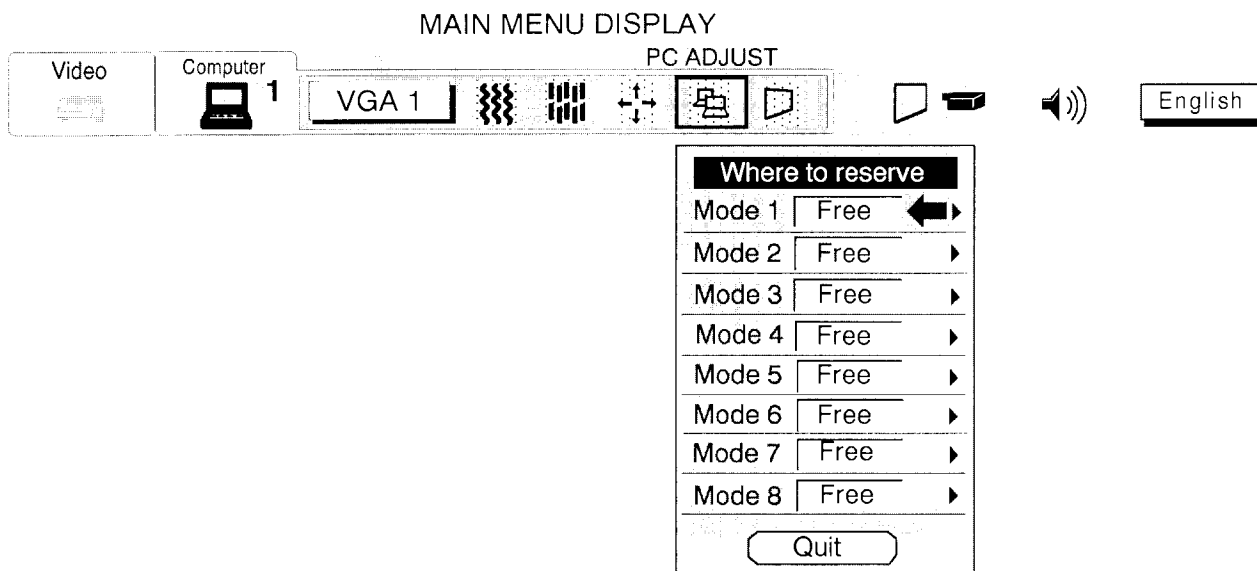 MAIN MENU DISPLAY
PC ADJUST
Video
Computer
1
VGA 1
English
Where to reserve
Mode 1 Free
Mode 2 Free
Mode 3 Free
Mode 4 Free
Mode 5 Free
Mode 6 Free
Mode 7 Free
Mode 8 Free
Quit